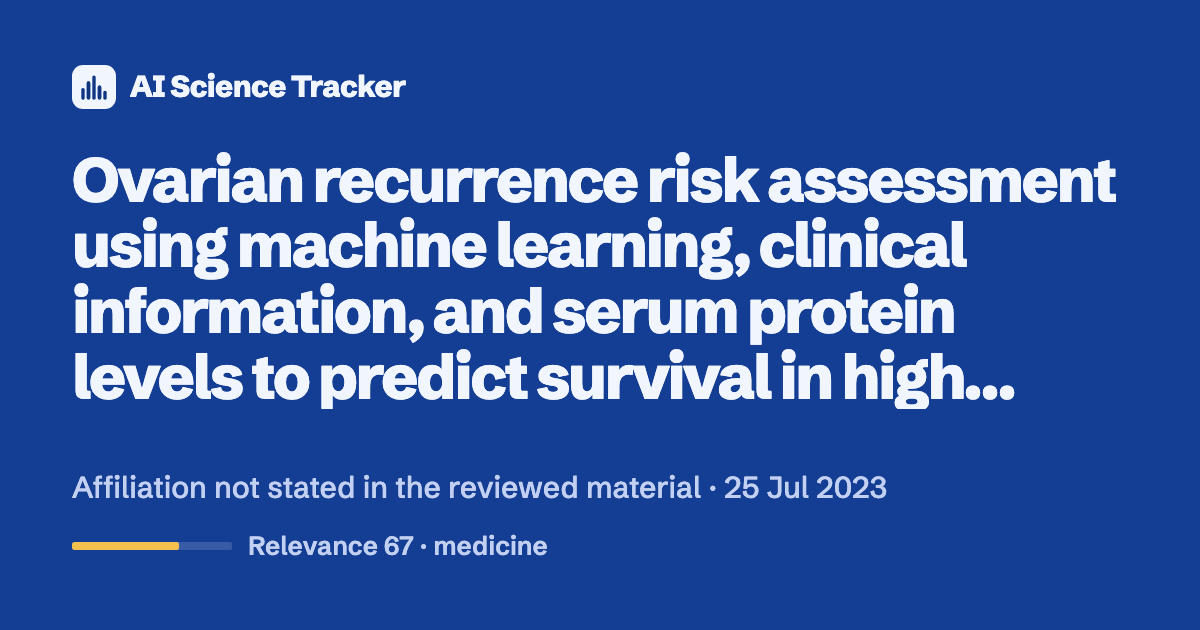 AI Science Tracker
Ovarian recurrence risk assessment
using machine learning, clinical
information, and serum protein
levels to predict survival in high...
Affiliation not stated in the reviewed material · 25 Jul 2023
Relevance 67 · medicine